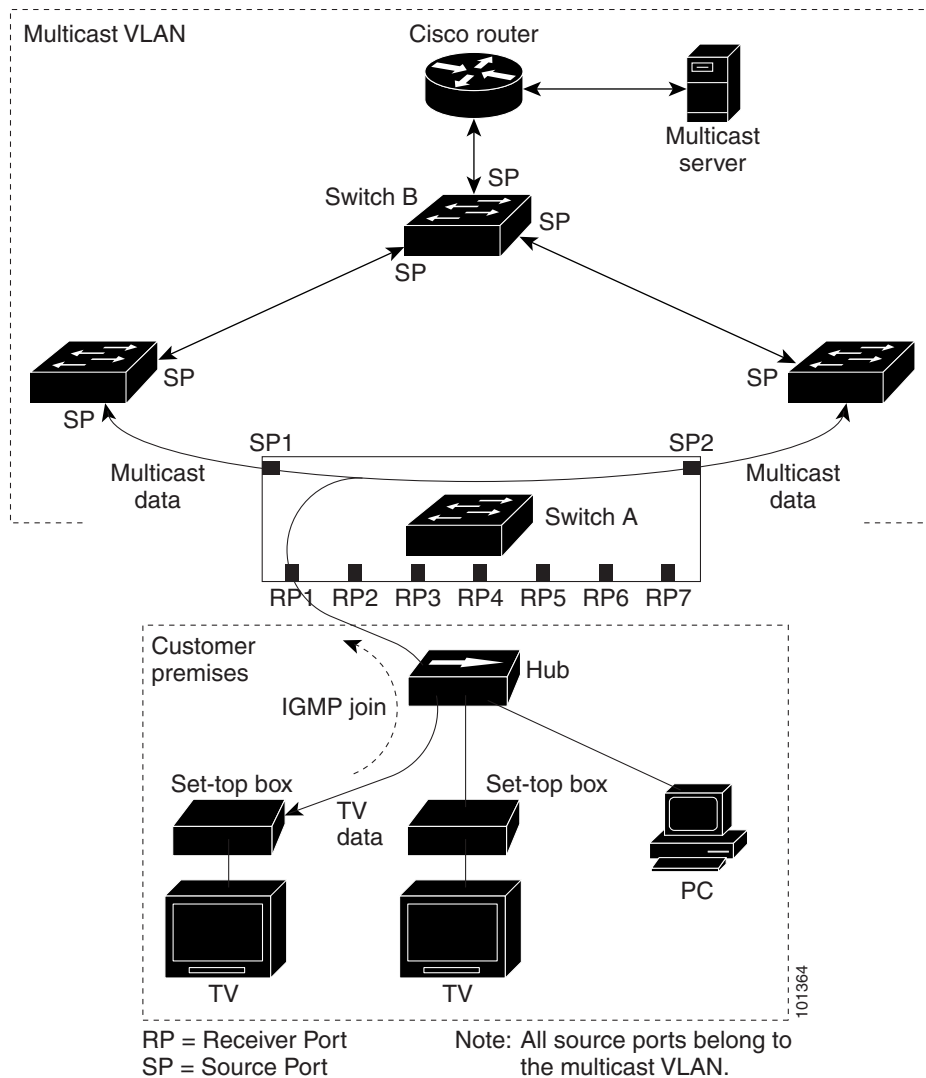 Multicast VLAN
Cisco router
Multicast
server
SP
Switch B
SP
SP
SP
SP
SP
SP1
SP2
Multicast
data
Multicast
data
Switch A
RP1 RP2 RP3 RP4 RP5 RP6 RP7
Customer
premises
Hub
IGMP join
Set-top box
Set-top box
TV
data
PC
TV
TV
101364
RP = Receiver Port
SP = Source Port
Note: All source ports belong to
the multicast VLAN.